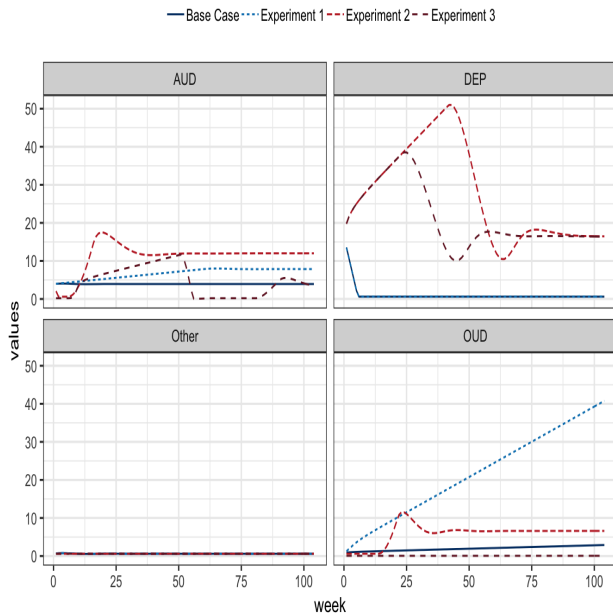 Base Case Experiment 1 Experiment 2 Experiment 3
AUD DEP
50
40
30
20
10
0
values
Other OUD
50
40
30
20
10
0
0 25 50 75 100 0 25 50 75 100
week